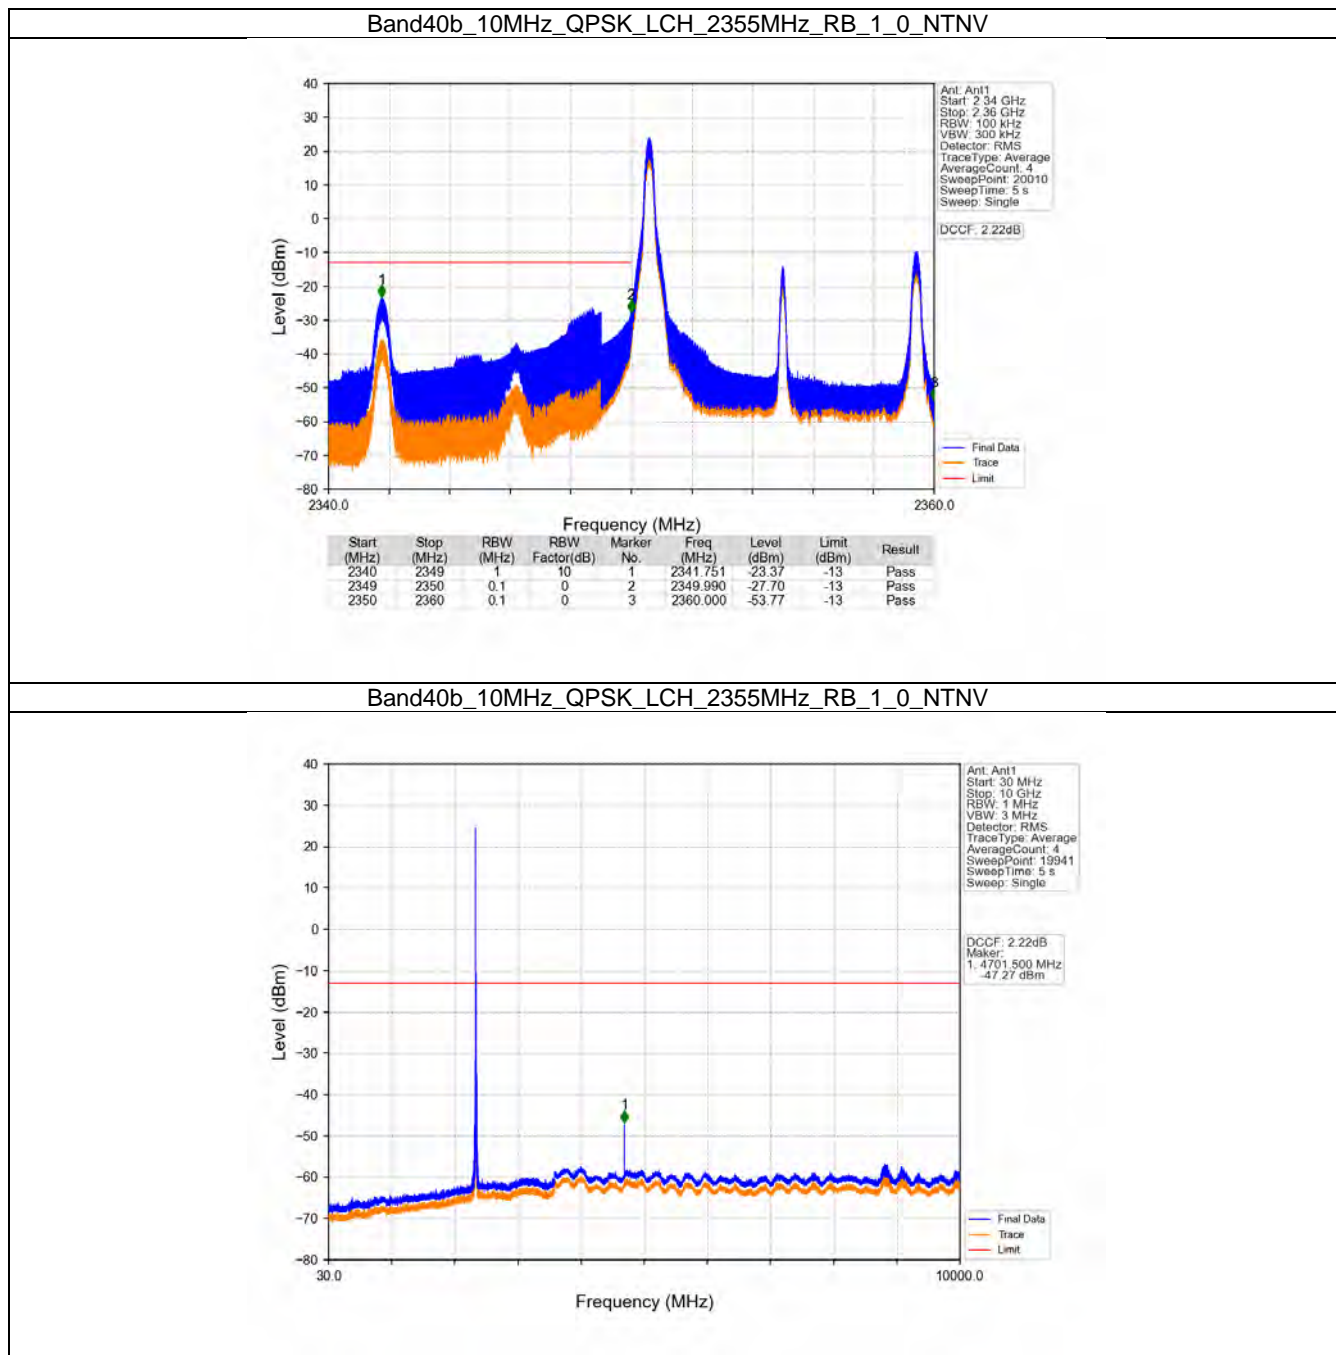 Band40b_10MHz_QPSK_LCH_2355MHz_RB_1_0_NTNV
40
30
20
10
0
−10
−20
−30
−40
−50
−60
−70
−80
Level (dBm)
1
2
3
2340.0
2360.0
Frequency (MHz)
Ant: Ant1
Start: 2.34 GHz
Stop: 2.36 GHz
RBW: 100 kHz
VBW: 300 kHz
Detector: RMS
TraceType: Average
AverageCount: 4
SweepPoint: 20010
SweepTime: 5 s
Sweep: Single
DCCF: 2.22dB
Final Data
Trace
Limit
Start (MHz) Stop (MHz) RBW (MHz) RBW Factor(dB) Marker No. Freq (MHz) Level (dBm) Limit (dBm) Result
2340 2349 1 10 1 2341.751 -23.37 -13 Pass
2349 2350 0.1 0 2 2349.990 -27.70 -13 Pass
2350 2360 0.1 0 3 2360.000 -53.77 -13 Pass
Band40b_10MHz_QPSK_LCH_2355MHz_RB_1_0_NTNV
40
30
20
10
0
−10
−20
−30
−40
−50
−60
−70
−80
Level (dBm)
1
30.0
10000.0
Frequency (MHz)
Ant: Ant1
Start: 30 MHz
Stop: 10 GHz
RBW: 1 MHz
VBW: 3 MHz
Detector: RMS
TraceType: Average
AverageCount: 4
SweepPoint: 19941
SweepTime: 5 s
Sweep: Single
DCCF: 2.22dB
Maker:
1. 4701.500 MHz
-47.27 dBm
Final Data
Trace
Limit